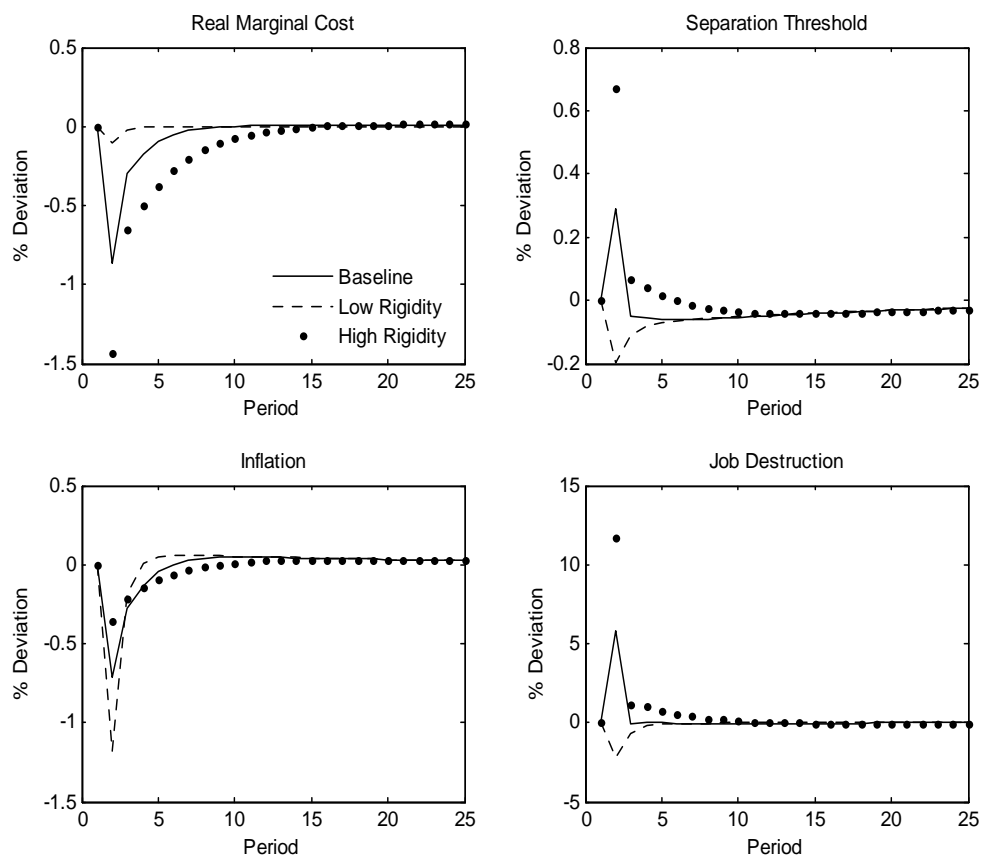 Real Marginal Cost
0.5
0
-0.5
-1
-1.5
% Deviation
Baseline
Low Rigidity
High Rigidity
0 5 10 15 20 25
Period
Separation Threshold
0.8
0.6
0.4
0.2
0
-0.2
% Deviation
0 5 10 15 20 25
Period
Inflation
0.5
0
-0.5
-1
-1.5
% Deviation
0 5 10 15 20 25
Period
Job Destruction
15
10
5
0
-5
% Deviation
0 5 10 15 20 25
Period